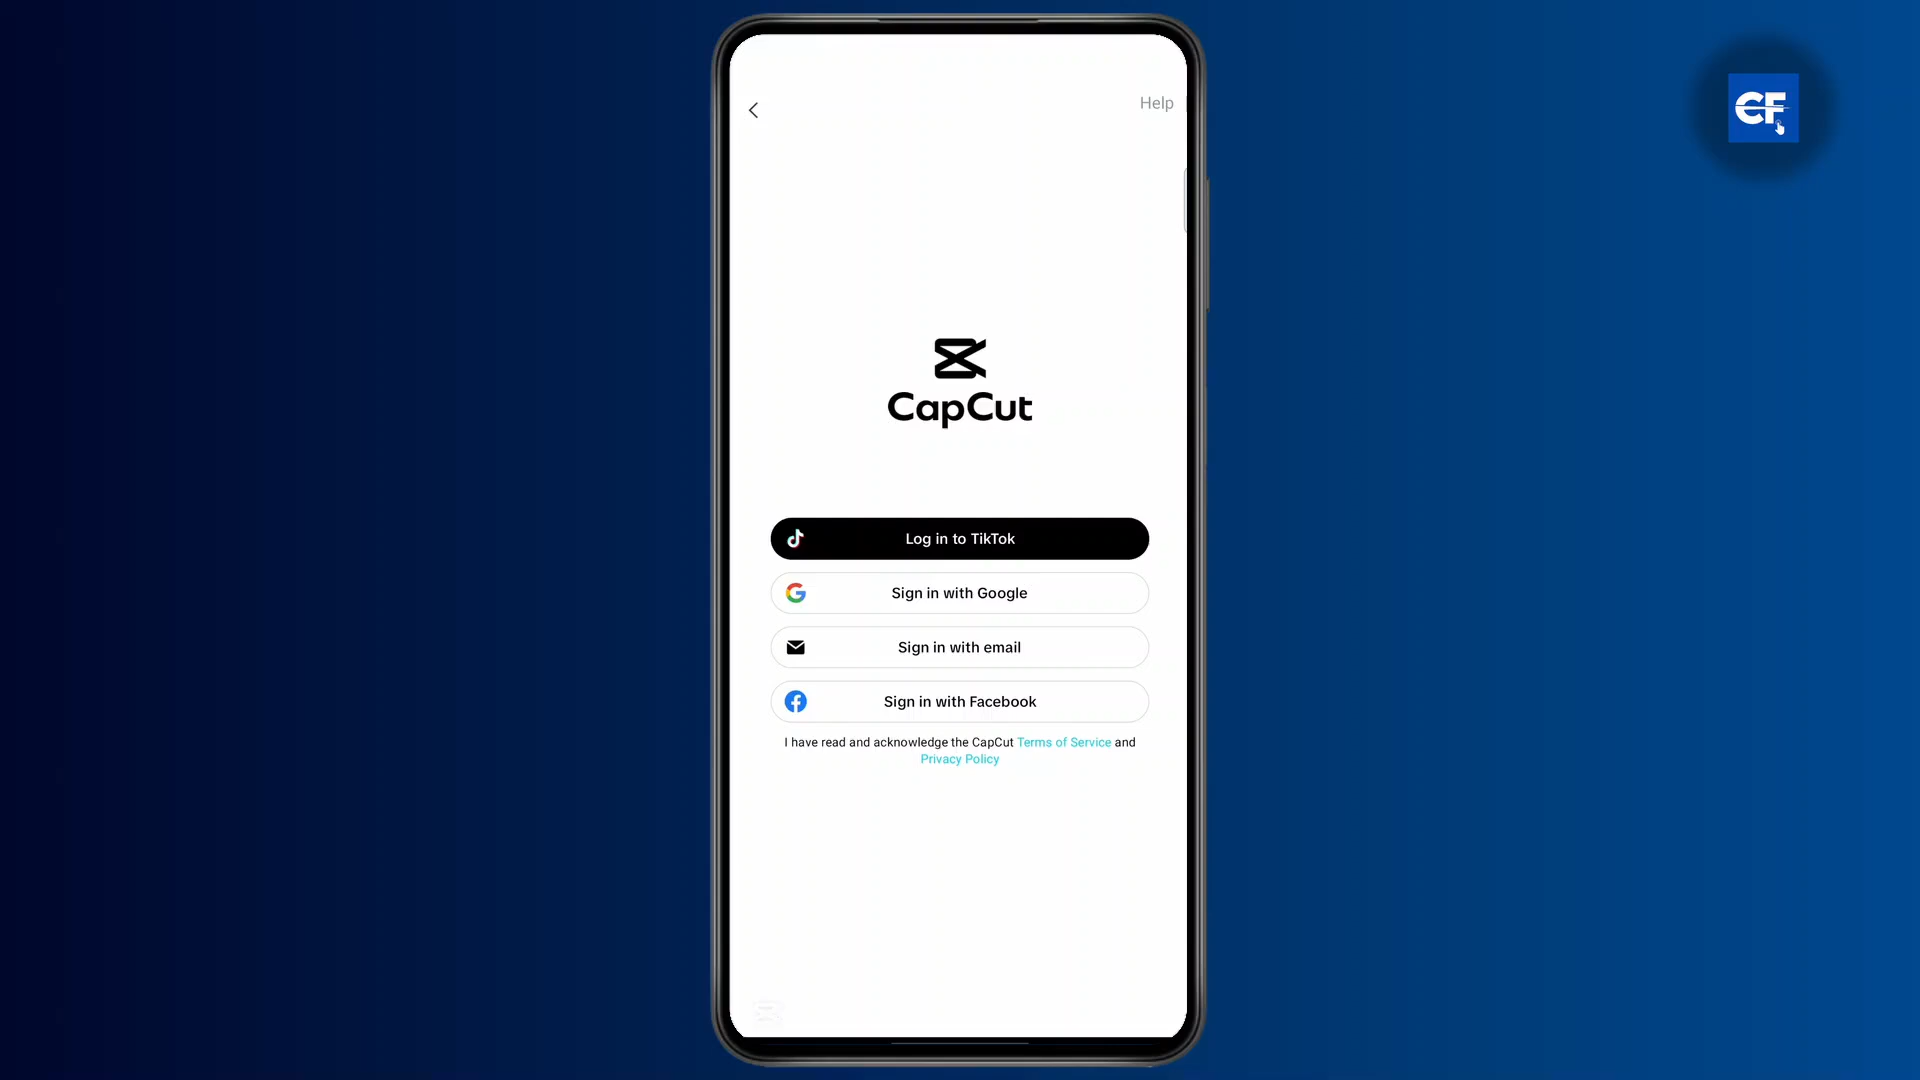 Help
CF
CapCut
Log in to TikTok
Sign in with Google
Sign in with email
Sign in with Facebook
I have read and acknowledge the CapCut Terms of Service and
Privacy Policy